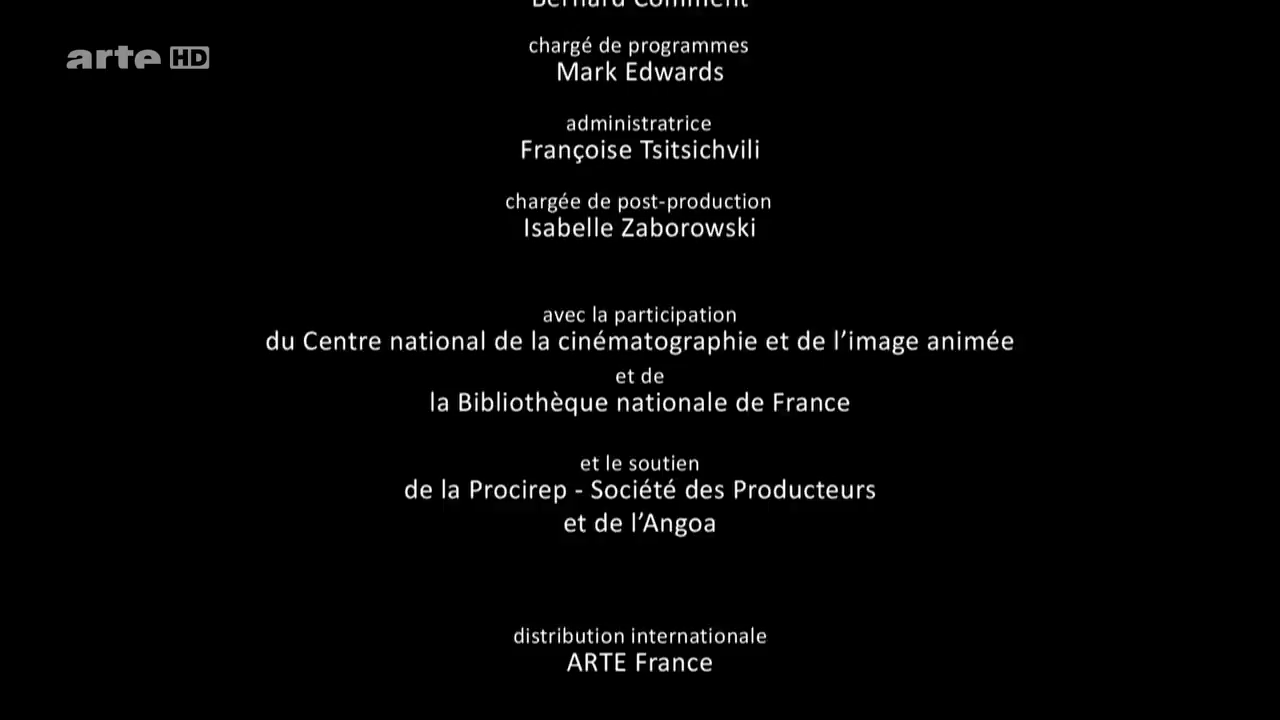 Bernard Comment
arte HD
chargé de programmes
Mark Edwards
administratrice
Françoise Tsitsichvili
chargée de post-production
Isabelle Zaborowski
avec la participation
du Centre national de la cinématographie et de l’image animée
et de
la Bibliothèque nationale de France
et le soutien
de la Procirep - Société des Producteurs
et de l’Angoa
distribution internationale
ARTE France